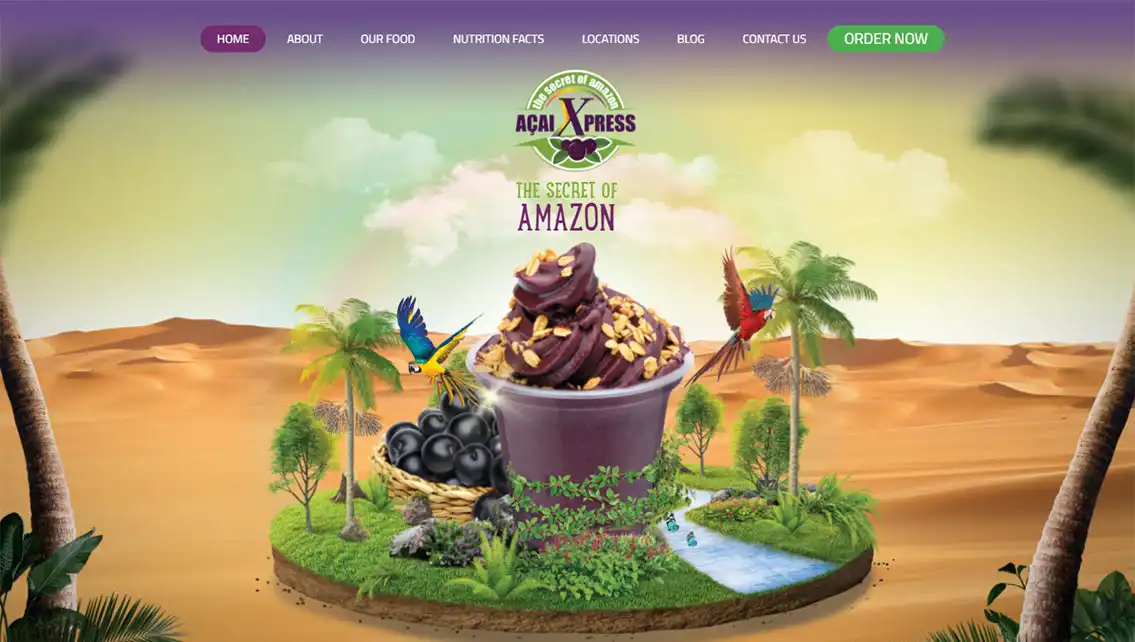 HOME
ABOUT
OUR FOOD
NUTRITION FACTS
LOCATIONS
BLOG
CONTACT US
ORDER NOW
the secret of amazon
AÇAI XPRESS
THE SECRET OF
AMAZON